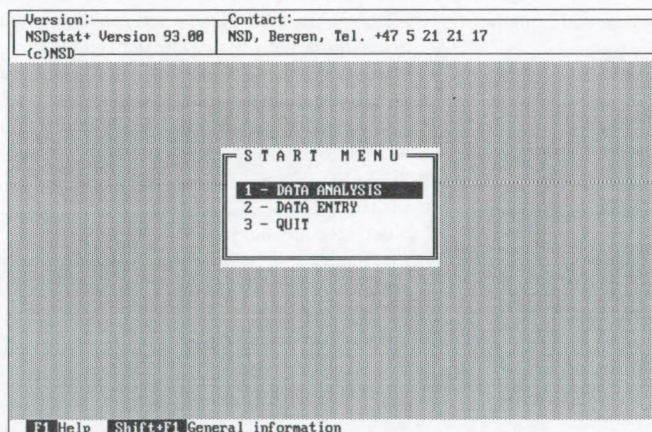 Version:
Contact:
NSDstat+ Version 93.00
NSD, Bergen, Tel. +47 5 21 21 17
(c)NSD
START MENU
1 - DATA ANALYSIS
2 - DATA ENTRY
3 - QUIT
F1 Help Shift+F1 General information